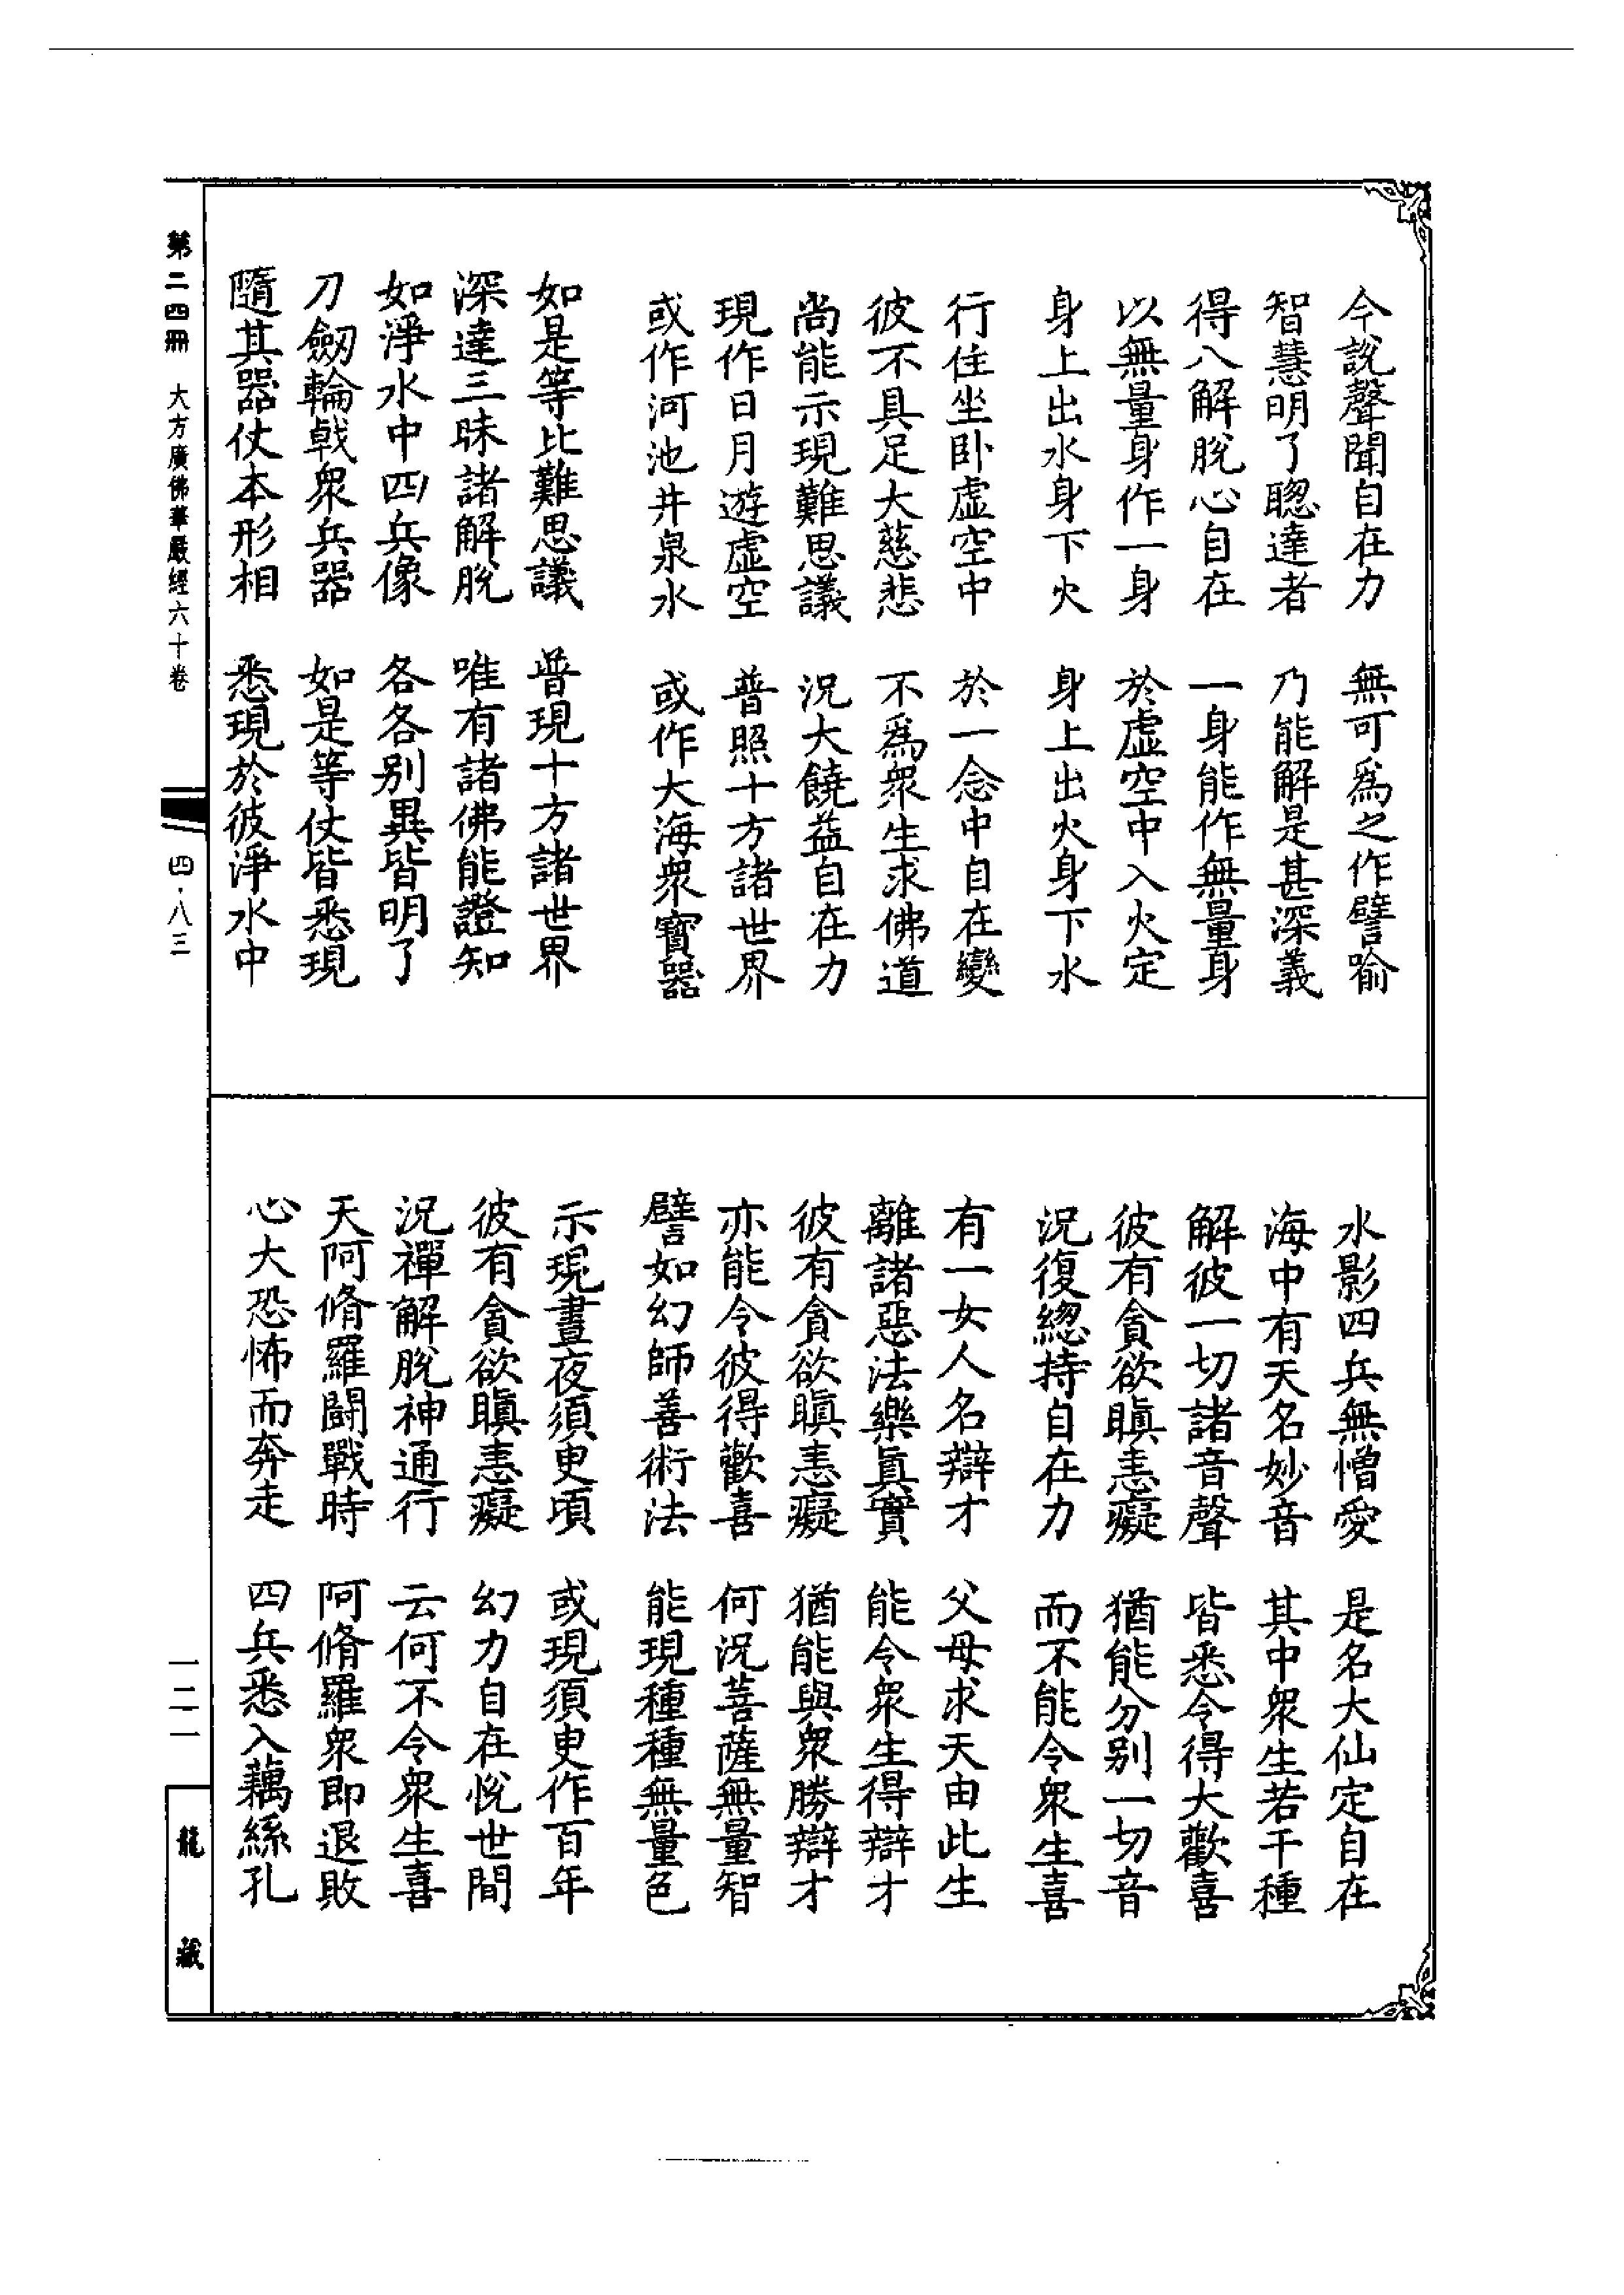 今說聲聞自在力　無可為之作譬喻
智慧明了聰達者　乃能解是甚深義
得八解脫心自在　一身能作無量身
以無量身作一身　於虛空中入火定
身上出水身下火　身上出火身下水
行住坐臥虛空中　於一念中自在變
彼不具足大慈悲　不為眾生求佛道
尚能示現難思議　況大饒益自在力
現作日月遊虛空　普照十方諸世界
或作河池井泉水　或作大海眾寶器
如是等比難思議　普現十方諸世界
深達三昧諸解脫　唯有諸佛能證知
如淨水中四兵像　各各別異皆明了
刀劒輪戟眾兵器　如是等仗皆悉現
隨其器仗本形相　悉現於彼淨水中
水影四兵無憎愛　是名大仙定自在
海中有天名妙音　其中眾生若干種
解彼一切諸音聲　皆悉令得大歡喜
彼有貪欲瞋恚癡　猶能分別一切音
況復總持自在力　而不能令眾生喜
有一女人名辯才　父母求天由此生
離諸惡法樂真實　能令眾生得辯才
彼有貪欲瞋恚癡　猶能與眾勝辯才
亦能令彼得歡喜　何況菩薩無量智
譬如幻師善術法　能現種種無量色
示現晝夜須臾頃　或現須臾作百年
彼有貪欲瞋恚癡　幻力自在悅世間
況禪解脫神通行　云何不令眾生喜
天阿脩羅鬪戰時　阿脩羅眾即退敗
心大恐怖而奔走　四兵悉入藕絲孔
第二四冊　大方廣佛華嚴經六十卷　四·八三
一二一
龍藏